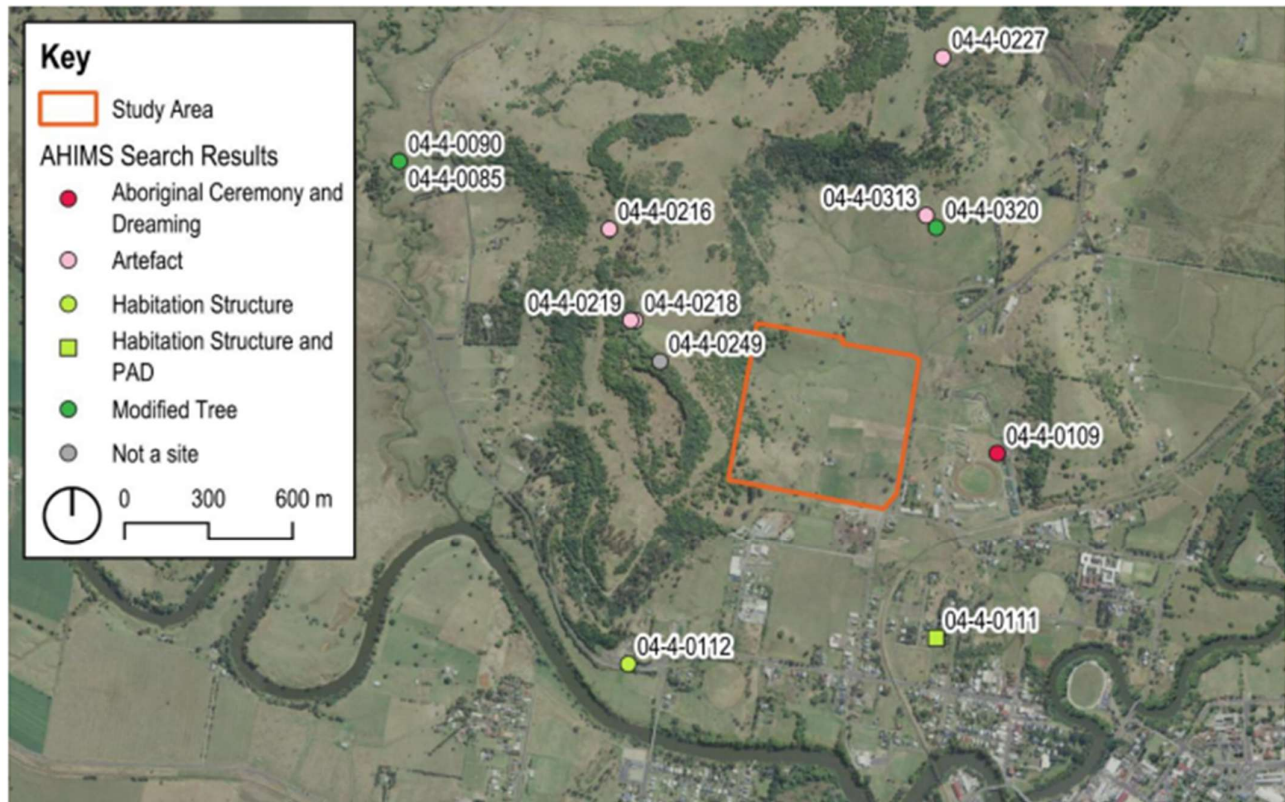 Key
Study Area
AHIMS Search Results
Aboriginal Ceremony and
Dreaming
Artefact
Habitation Structure
Habitation Structure and
PAD
Modified Tree
Not a site
0 300 600 m
04-4-0227
04-4-0090
04-4-0085
04-4-0216
04-4-0313
04-4-0320
04-4-0219
04-4-0218
04-4-0249
04-4-0109
04-4-0111
04-4-0112